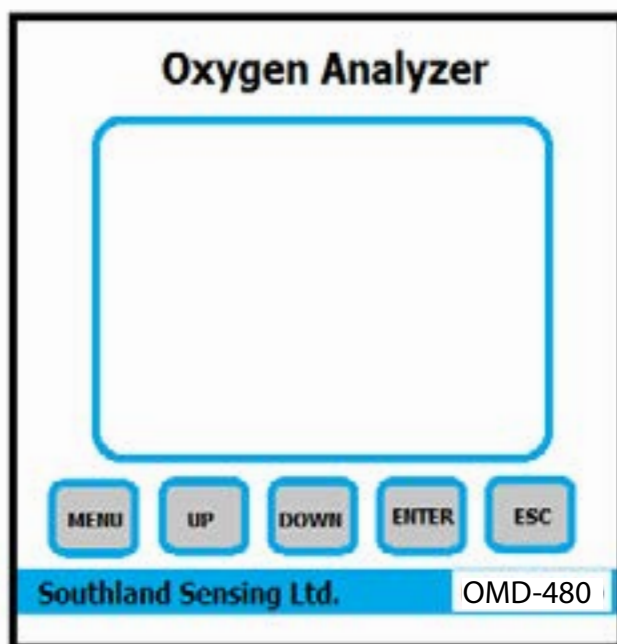 Oxygen Analyzer
MENU UP DOWN ENTER ESC
Southland Sensing Ltd. OMD-480